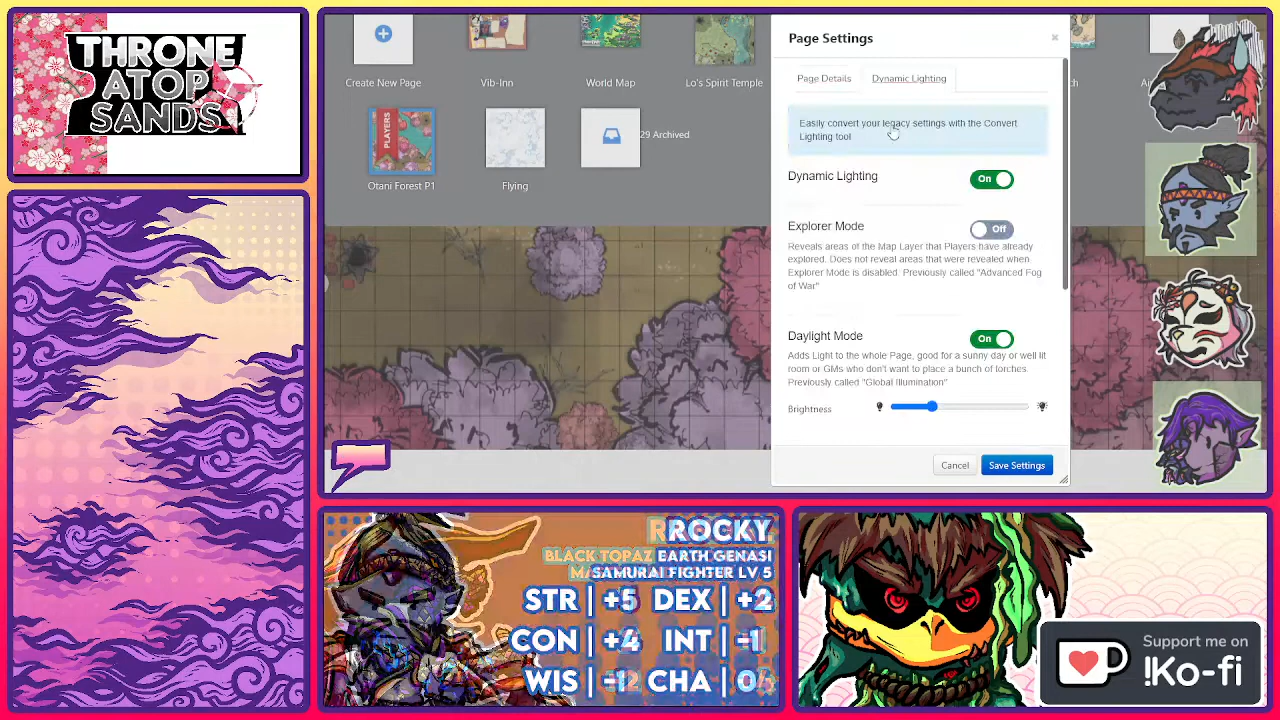 THRONE
ATOP
SANDS
Create New Page
Vib-Inn
World Map
Lo's Spirit Temple
PLAYERS
29 Archived
Otani Forest P1
Flying
Page Settings
Page Details
Dynamic Lighting
Easily convert your legacy settings with the Convert
Lighting tool
Dynamic Lighting
On
Explorer Mode
Off
Reveals areas of the Map Layer that Players have already
explored. Does not reveal areas that were revealed when
Explorer Mode is disabled. Previously called "Advanced Fog
of War"
Daylight Mode
On
Adds Light to the whole Page, good for a sunny day or well lit
room or GMs who don't want to place a bunch of torches.
Previously called "Global Illumination"
Brightness
Cancel
Save Settings
ROCKY
BLACK TOPAZ EARTH GENASI
SAMURAI FIGHTER LV 5
STR | +5 DEX | +2
CON | +4 INT | -1
WIS | CHA | 0
Support me on
!Ko-fi